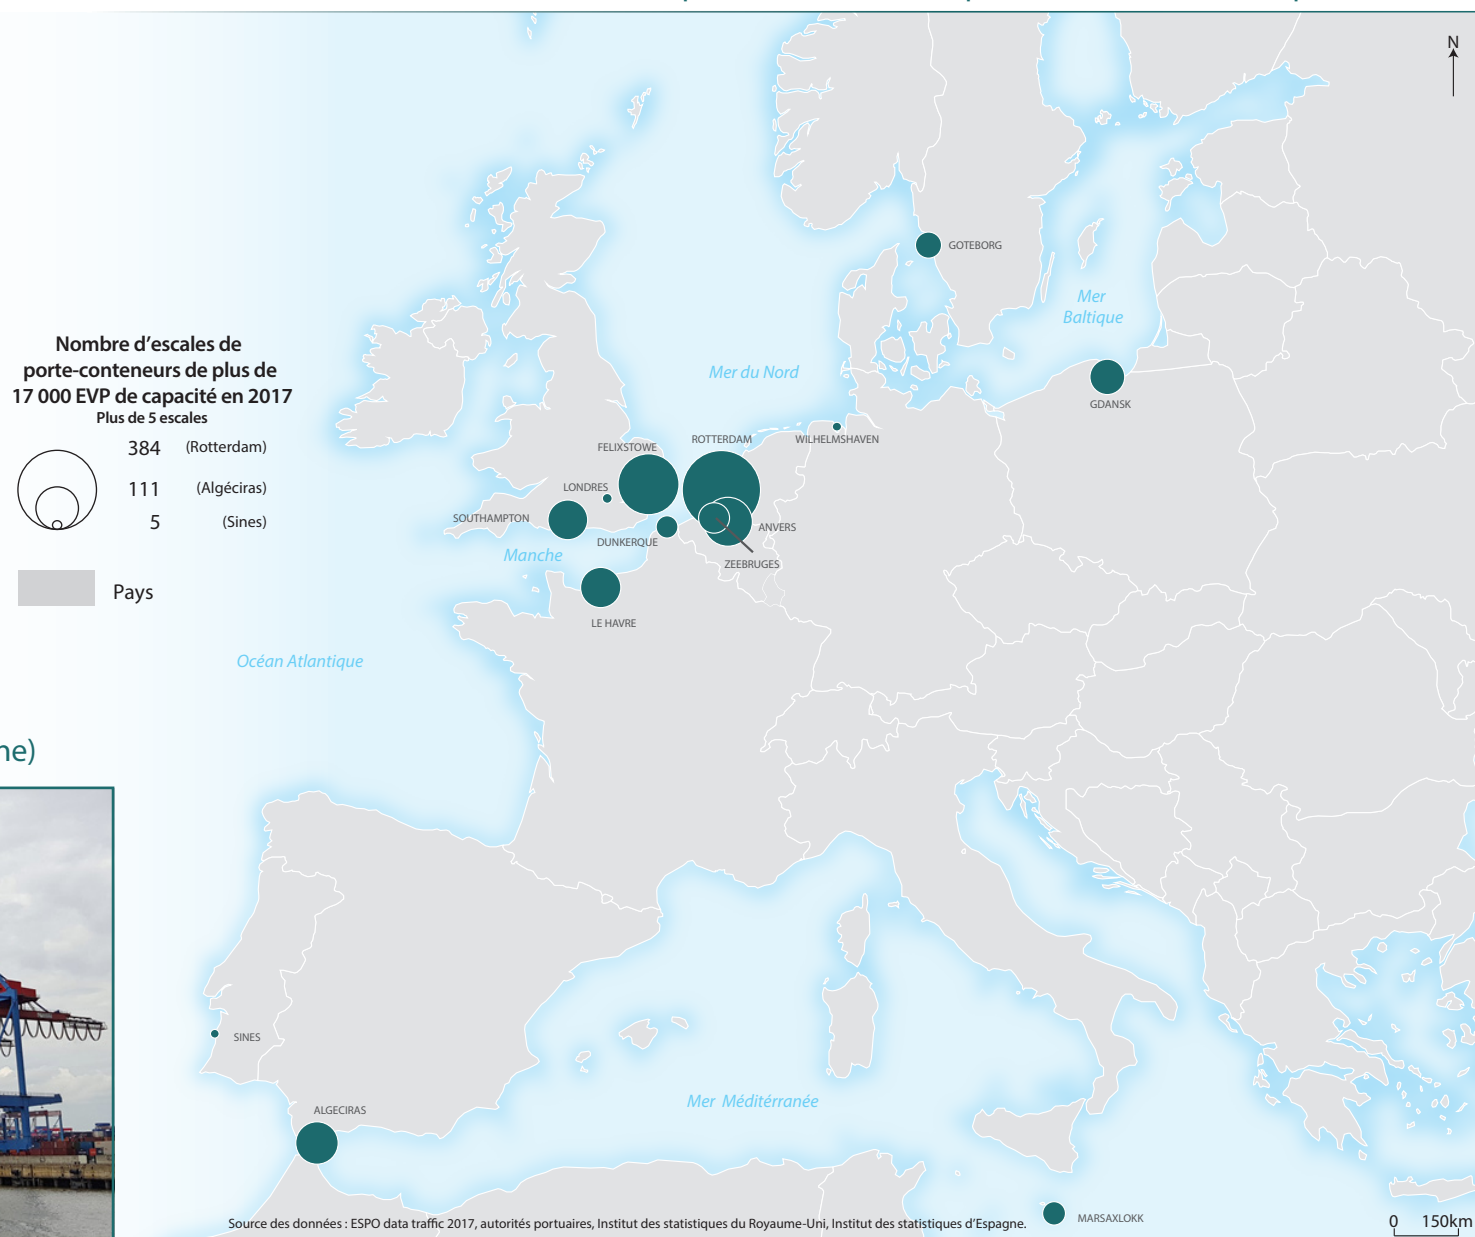 N
GOTEBORG
Mer
Baltique
Nombre d'escales de
porte-conteneurs de plus de
17 000 EVP de capacité en 2017
Plus de 5 escales
384 (Rotterdam)
111 (Algéciras)
5 (Sines)
Pays
Mer du Nord
GDANSK
WILHELMSHAVEN
ROTTERDAM
FELIXSTOWE
LONDRES
SOUTHAMPTON
ANVERS
DUNKERQUE
Manche
ZEEBRUGES
LE HAVRE
Océan Atlantique
ne)
SINES
Mer Méditérranée
ALGECIRAS
MARSAXLOKK
Source des données : ESPO data traffic 2017, autorités portuaires, Institut des statistiques du Royaume-Uni, Institut des statistiques d'Espagne.
0 150km